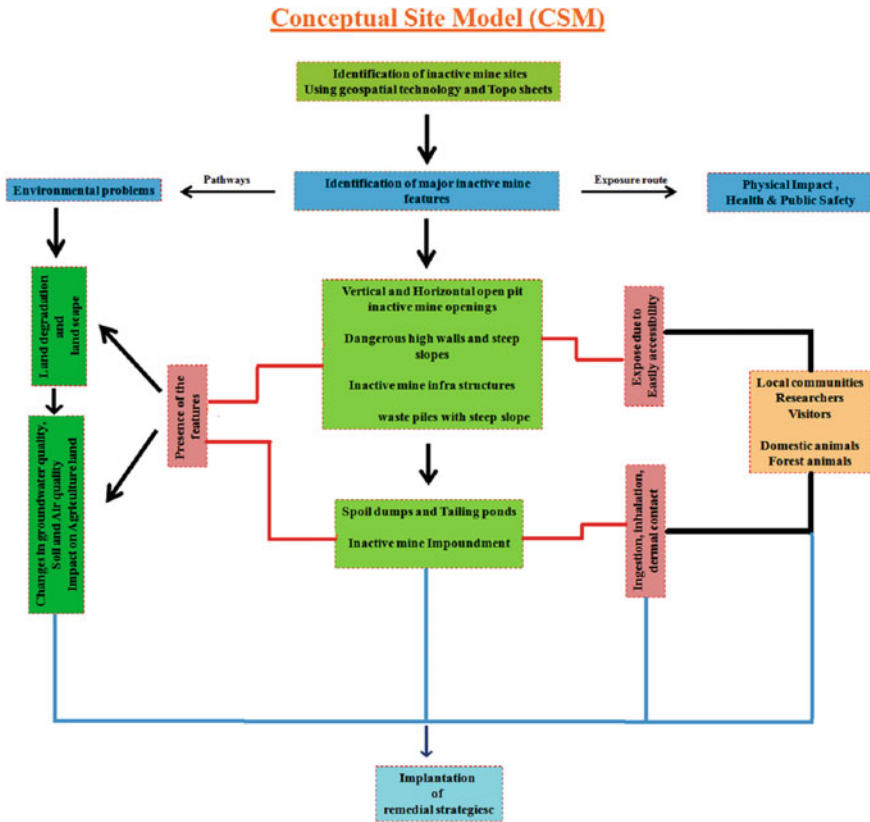 Conceptual Site Model (CSM)
Identification of inactive mine sites
Using geospatial technology and Topo sheets
Environmental problems
Pathways
Identification of major inactive mine
features
Exposure route
Physical Impact ,
Health & Public Safety
Land degradation
and
land scape
Vertical and Horizontal open pit
inactive mine openings
Dangerous high walls and steep
slopes
Inactive mine infra structures
waste piles with steep slope
Expose due to
Easily accessibility
Presence of the
features
Local communities
Researchers
Visitors
Domestic animals
Forest animals
Changes in groundwater quality,
Soil and Air quality
Impact on Agriculture land
Spoil dumps and Tailing ponds
Inactive mine Impoundment
Ingestion, inhalation,
dermal contact
Implantation
of
remedial strategiesc